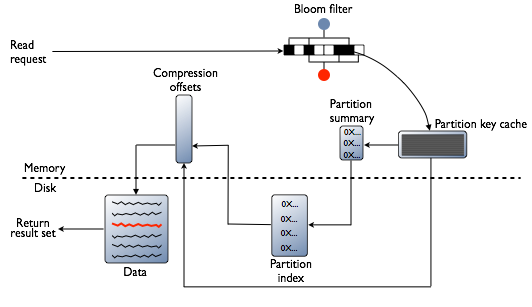 Bloom filter
Read
request
Compression
offsets
Partition
summary
Partition key cache
0X...
0X...
0X...
Memory
Disk
0X...
0X...
0X...
0X...
Return
result set
Data
Partition
index